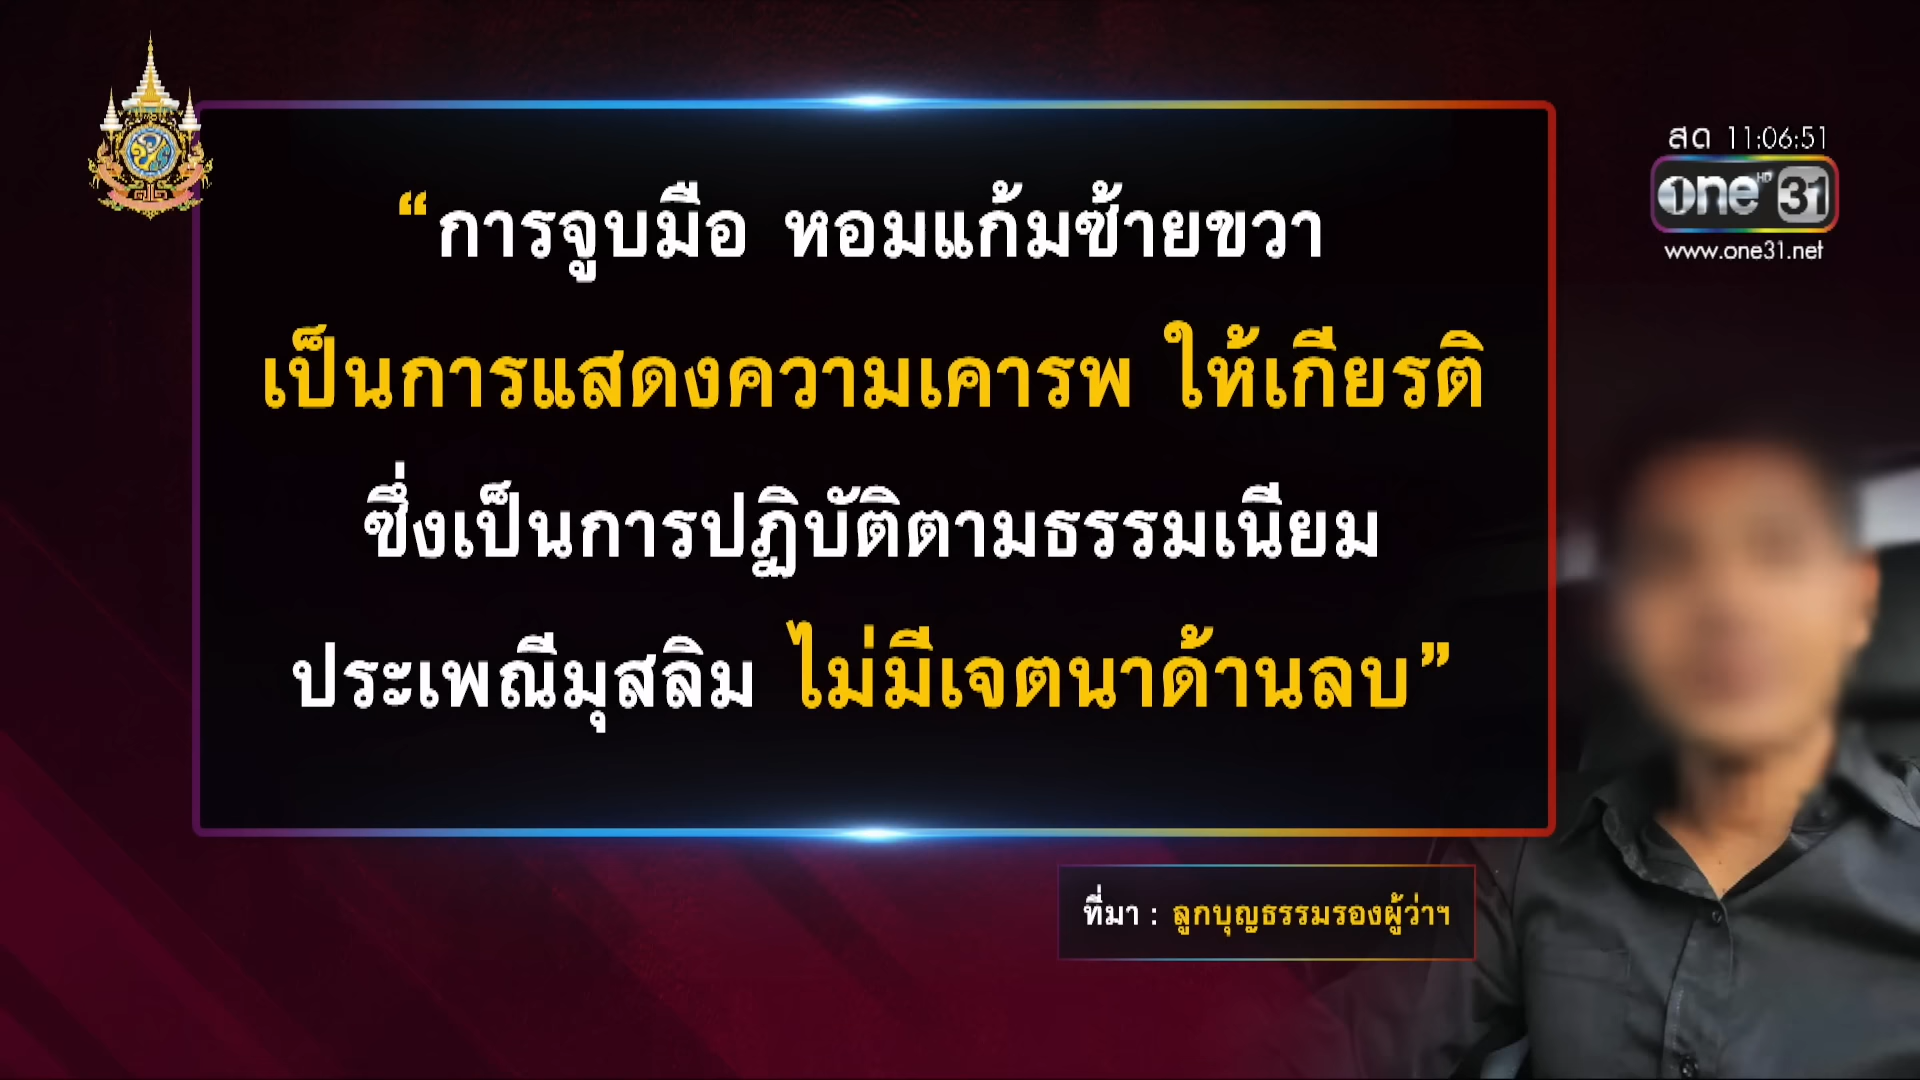 สด 11:06:51
one HD 31
www.one31.net
“การจูบมือ หอมแก้มซ้ายขวา
เป็นการแสดงความเคารพ ให้เกียรติ
ซึ่งเป็นการปฏิบัติตามธรรมเนียม
ประเพณีมุสลิม ไม่มีเจตนาด้านลบ”
ที่มา : ลูกบุญธรรมรองผู้ว่าฯ